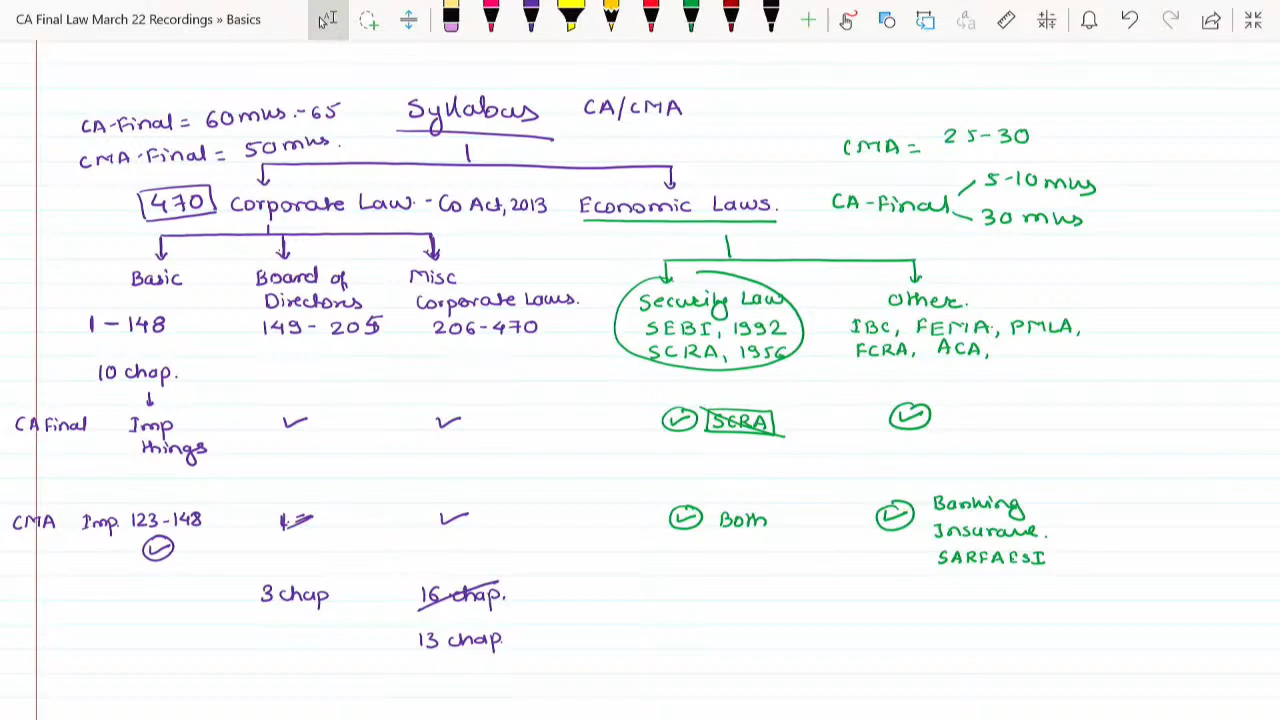 CA Final Law March 22 Recordings » Basics
Syllabus CA/CMA
CA-Final = 60 mks.-65
CMA-Final = 50 mks.
CMA = 25-30
CA-Final 5-10 mks
30 mks
470 Corporate Law - Co Act, 2013
Economic Laws.
Basic
1 - 148
10 chap.
Board of
Directors
149 - 205
Misc
Corporate Laws.
206 - 470
Security Law
SEBI, 1992
SCRA, 1956
Other.
IBC, FEMA, PMLA,
FCRA, ACA,
CA Final Imp ✓ ✓ ✓ SCRA ✓
things
CMA Imp. 123-148 ✓ ✓ Both ✓ Banking
✓
Insurance.
SARFAESI
3 chap 16 chap.
13 chap.